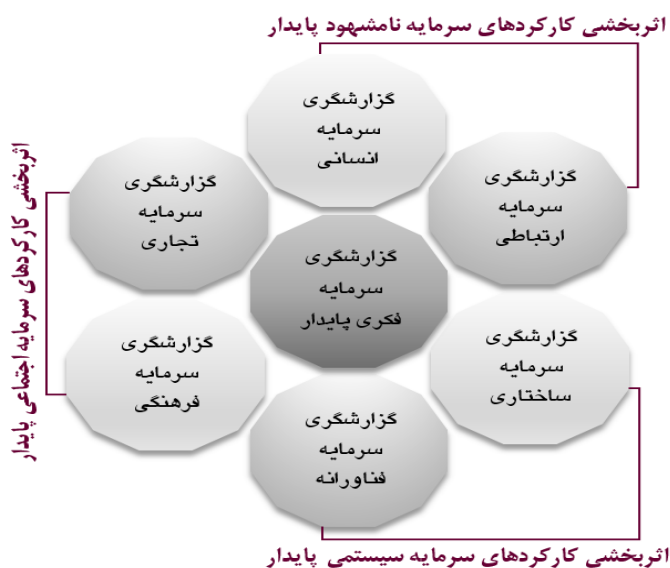 اثربخشی کارکردهای سرمایه نامشهود پایدار
گزارشگری
سرمایه
انسانی
گزارشگری
سرمایه
ارتباطی
گزارشگری
سرمایه
تجاری
گزارشگری
سرمایه
فکری پایدار
گزارشگری
سرمایه
ساختاری
گزارشگری
سرمایه
فرهنگی
گزارشگری
سرمایه
فناورانه
اثربخشی کارکردهای سرمایه اجتماعی پایدار
اثربخشی کارکردهای سرمایه سیستمی پایدار